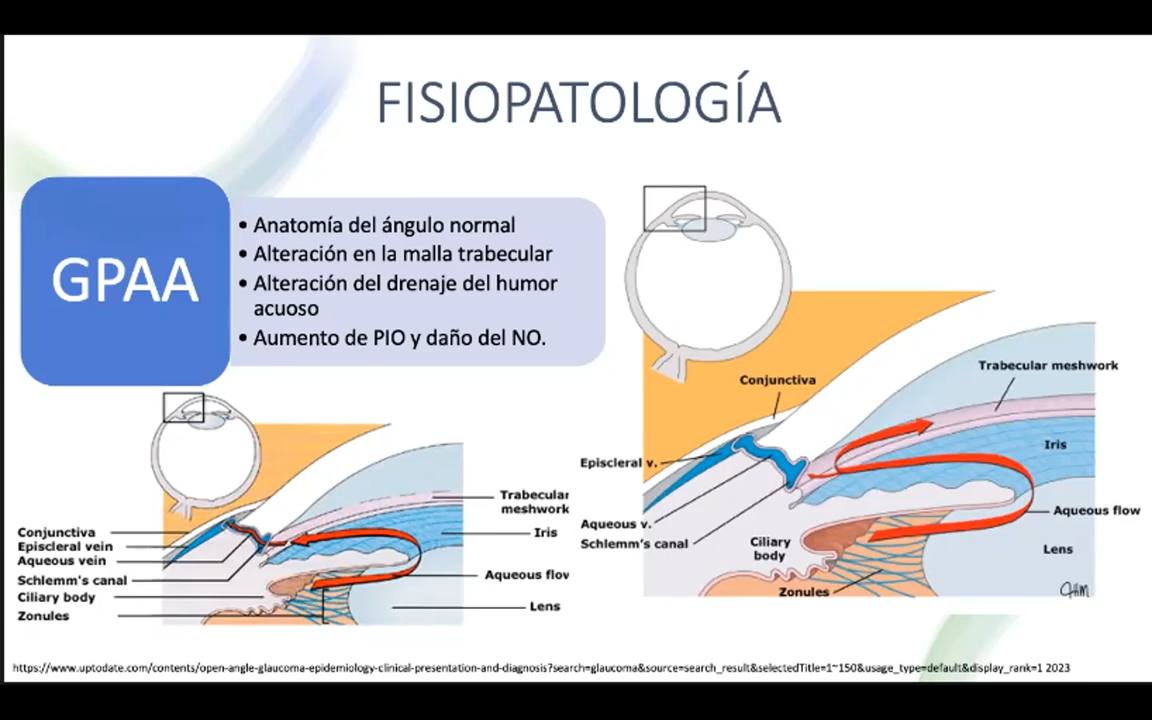 FISIOPATOLOGÍA
GPAA
• Anatomía del ángulo normal
• Alteración en la malla trabecular
• Alteración del drenaje del humor
acuoso
• Aumento de PIO y daño del NO.
Conjunctiva
Episcleral vein
Aqueous vein
Schlemm's canal
Ciliary body
Zonules
Trabecular
meshwork
Iris
Aqueous flow
Lens
Conjunctiva
Trabecular meshwork
Iris
Episcleral v.
Aqueous v.
Schlemm's canal
Ciliary
body
Zonules
Aqueous flow
Lens
JHM
https://www.uptodate.com/contents/open-angle-glaucoma-epidemiology-clinical-presentation-and-diagnosis?search=glaucoma&source=search_result&selectedTitle=1~150&usage_type=default&display_rank=1 2023